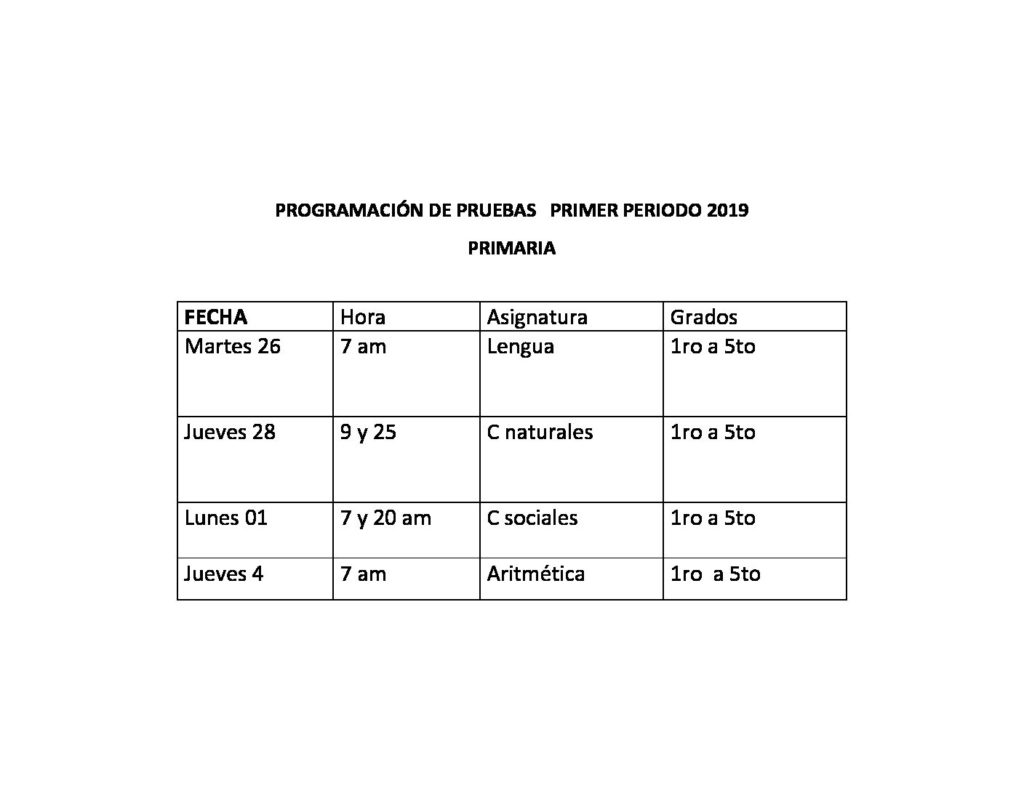 PROGRAMACIÓN DE PRUEBAS PRIMER PERIODO 2019
PRIMARIA
FECHA Hora Asignatura Grados
Martes 26 7 am Lengua 1ro a 5to
Jueves 28 9 y 25 C naturales 1ro a 5to
Lunes 01 7 y 20 am C sociales 1ro a 5to
Jueves 4 7 am Aritmética 1ro a 5to